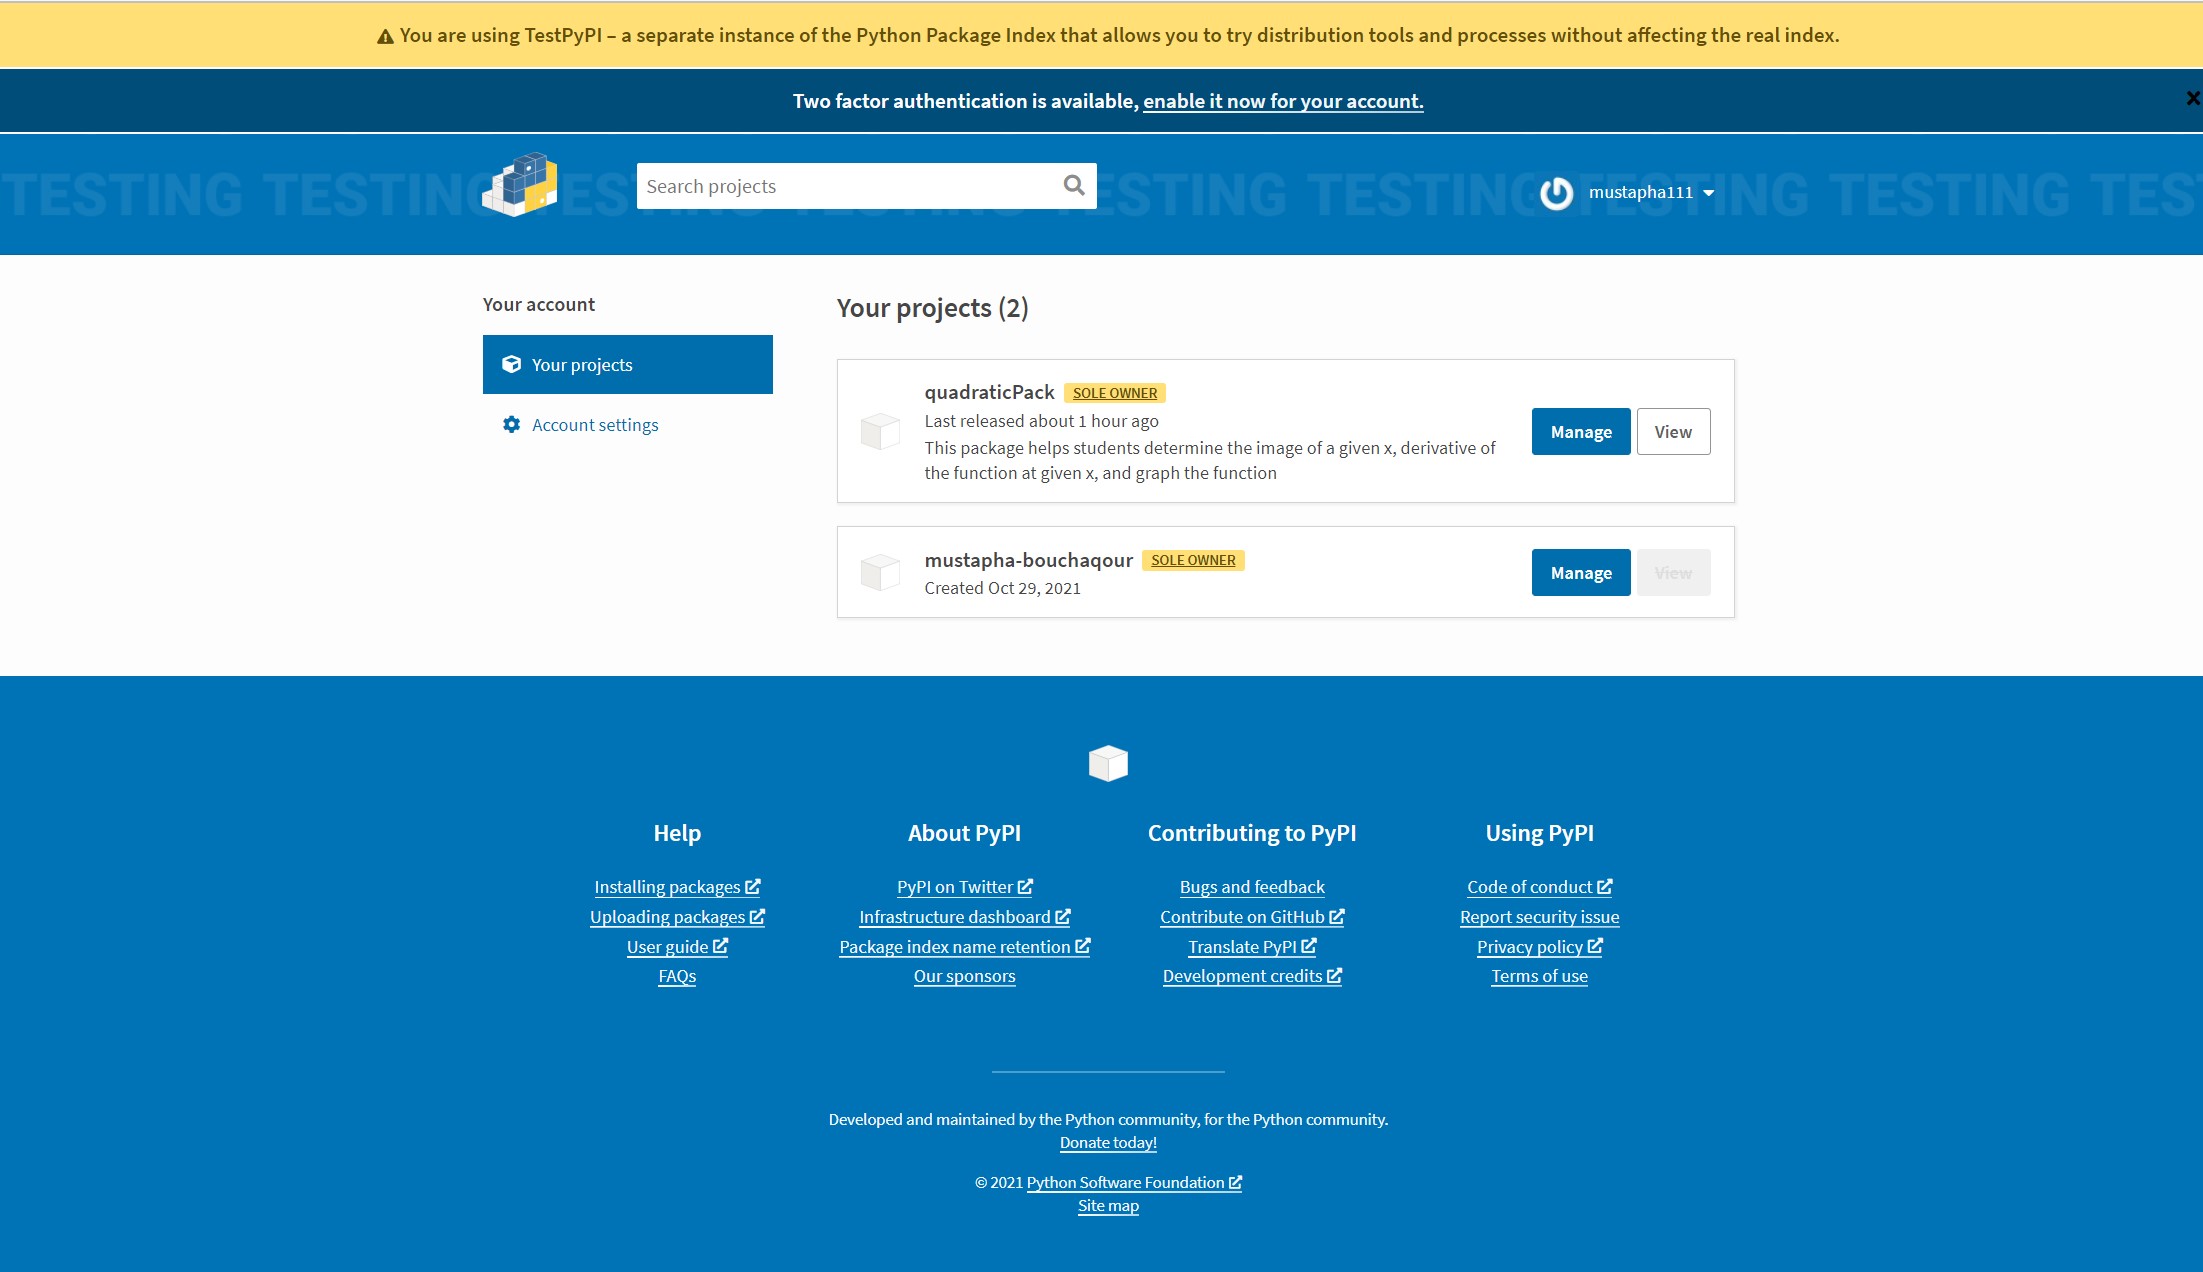 You are using TestPyPI – a separate instance of the Python Package Index that allows you to try distribution tools and processes without affecting the real index.
Two factor authentication is available, enable it now for your account.
TESTING TESTING TES TESTING TESTING TESTING TESTING TES
Search projects
mustapha111
Your account
Your projects
Account settings
Your projects (2)
quadraticPack SOLE OWNER
Last released about 1 hour ago
This package helps students determine the image of a given x, derivative of
the function at given x, and graph the function
Manage View
mustapha-bouchaqour SOLE OWNER
Created Oct 29, 2021
Manage View
Help
Installing packages
Uploading packages
User guide
FAQs
About PyPI
PyPI on Twitter
Infrastructure dashboard
Package index name retention
Our sponsors
Contributing to PyPI
Bugs and feedback
Contribute on GitHub
Translate PyPI
Development credits
Using PyPI
Code of conduct
Report security issue
Privacy policy
Terms of use
Developed and maintained by the Python community, for the Python community.
Donate today!
© 2021 Python Software Foundation
Site map